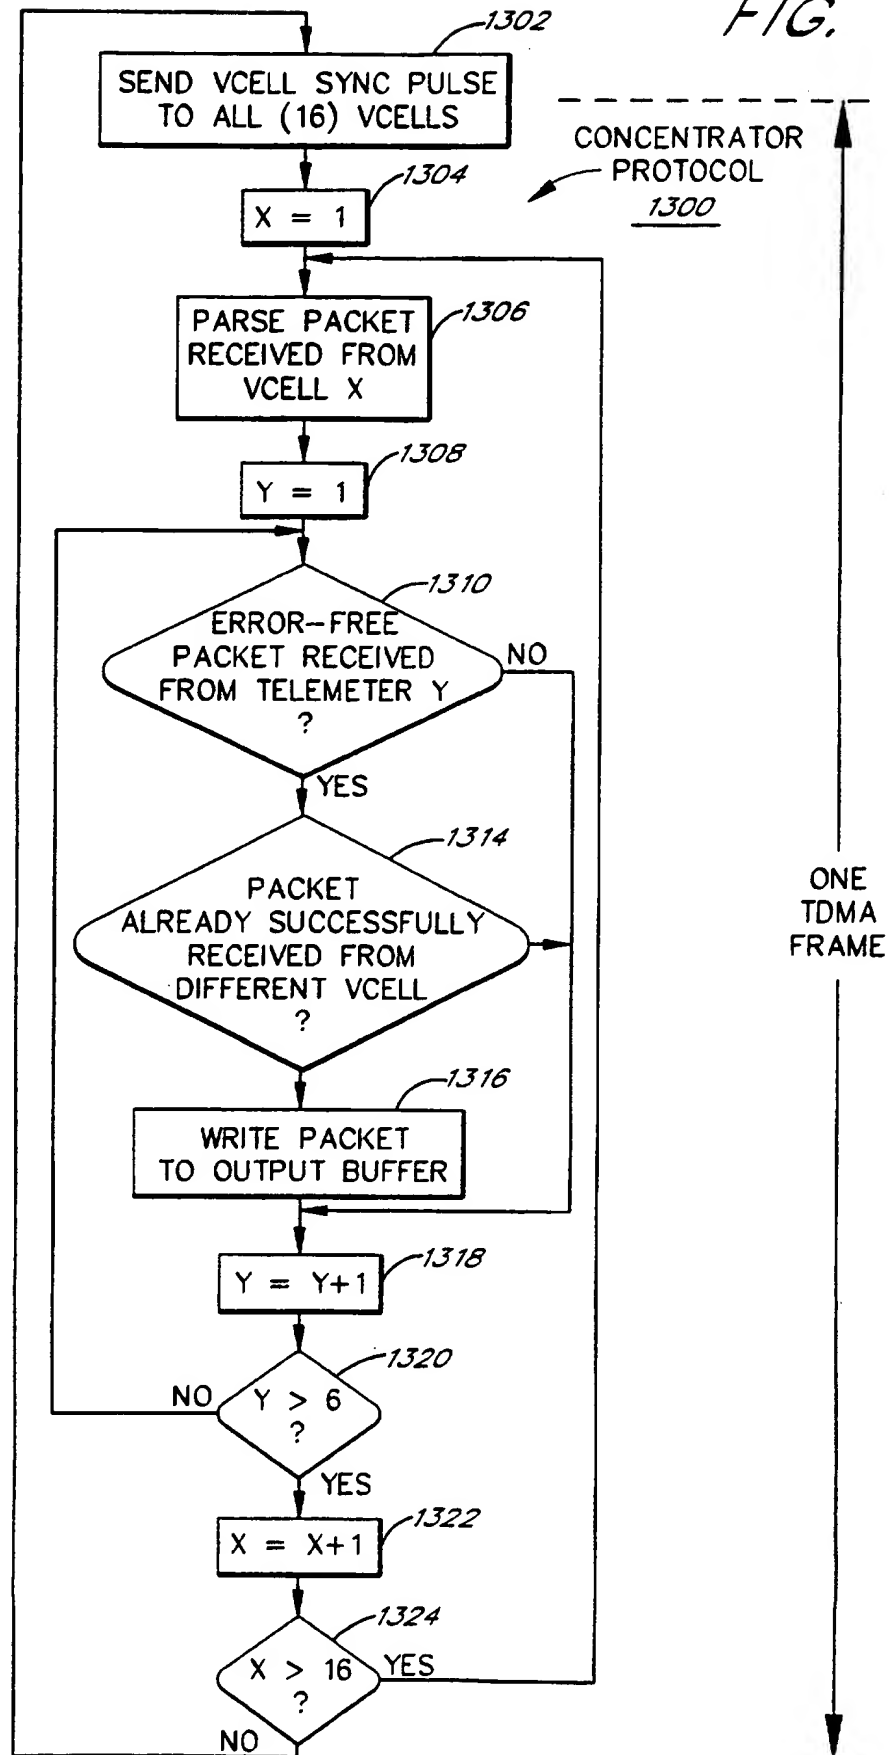 FIG.
1302
SEND VCELL SYNC PULSE
TO ALL (16) VCELLS
CONCENTRATOR
PROTOCOL
1300
1304
X = 1
1306
PARSE PACKET
RECEIVED FROM
VCELL X
1308
Y = 1
1310
ERROR-FREE
PACKET RECEIVED
FROM TELEMETER Y
?
NO
YES
1314
PACKET
ALREADY SUCCESSFULLY
RECEIVED FROM
DIFFERENT VCELL
?
ONE
TDMA
FRAME
1316
WRITE PACKET
TO OUTPUT BUFFER
1318
Y = Y+1
1320
Y > 6
?
NO
YES
1322
X = X+1
1324
X > 16
?
YES
NO